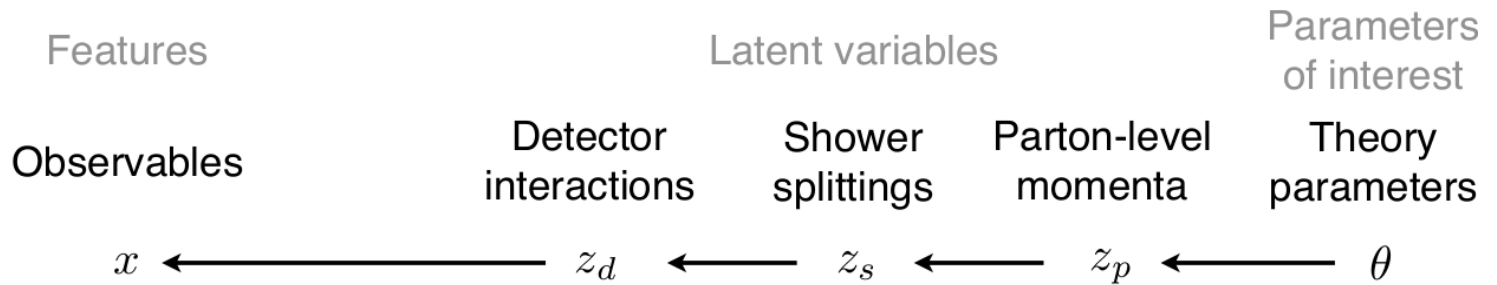 Features
Latent variables
Parameters
of interest
Observables
Detector
interactions
Shower
splittings
Parton-level
momenta
Theory
parameters
x
z_d
z_s
z_p
θ